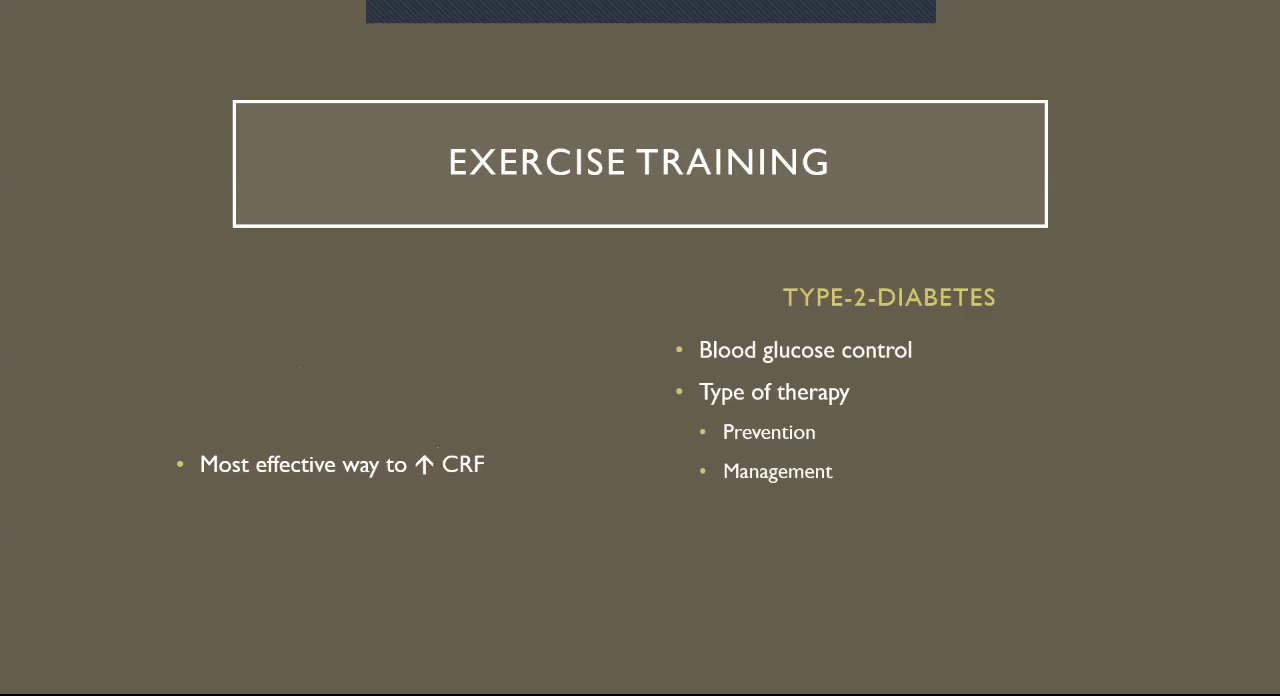 EXERCISE TRAINING
• Most effective way to ↑ CRF
TYPE-2-DIABETES
• Blood glucose control
• Type of therapy
• Prevention
• Management